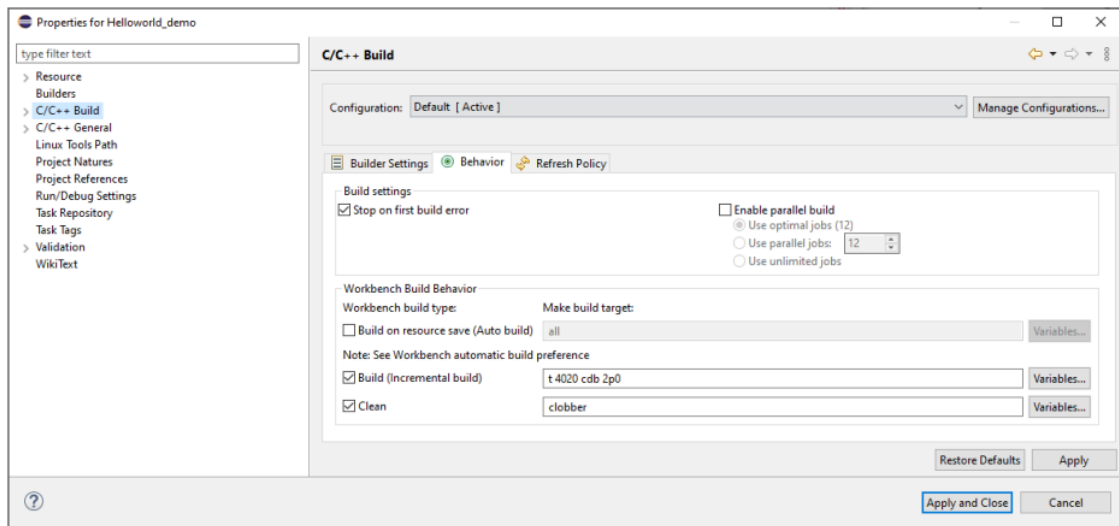 Properties for Helloworld_demo
type filter text
Resource
Builders
C/C++ Build
C/C++ General
Linux Tools Path
Project Natures
Project References
Run/Debug Settings
Task Repository
Task Tags
Validation
WikiText
C/C++ Build
Configuration: Default [ Active ] Manage Configurations...
Builder Settings Behavior Refresh Policy
Build settings
Stop on first build error Enable parallel build
Use optimal jobs (12)
Use parallel jobs: 12
Use unlimited jobs
Workbench Build Behavior
Workbench build type: Make build target:
Build on resource save (Auto build) all Variables...
Note: See Workbench automatic build preference
Build (Incremental build) t 4020 cdb 2p0 Variables...
Clean clobber Variables...
Restore Defaults Apply
? Apply and Close Cancel